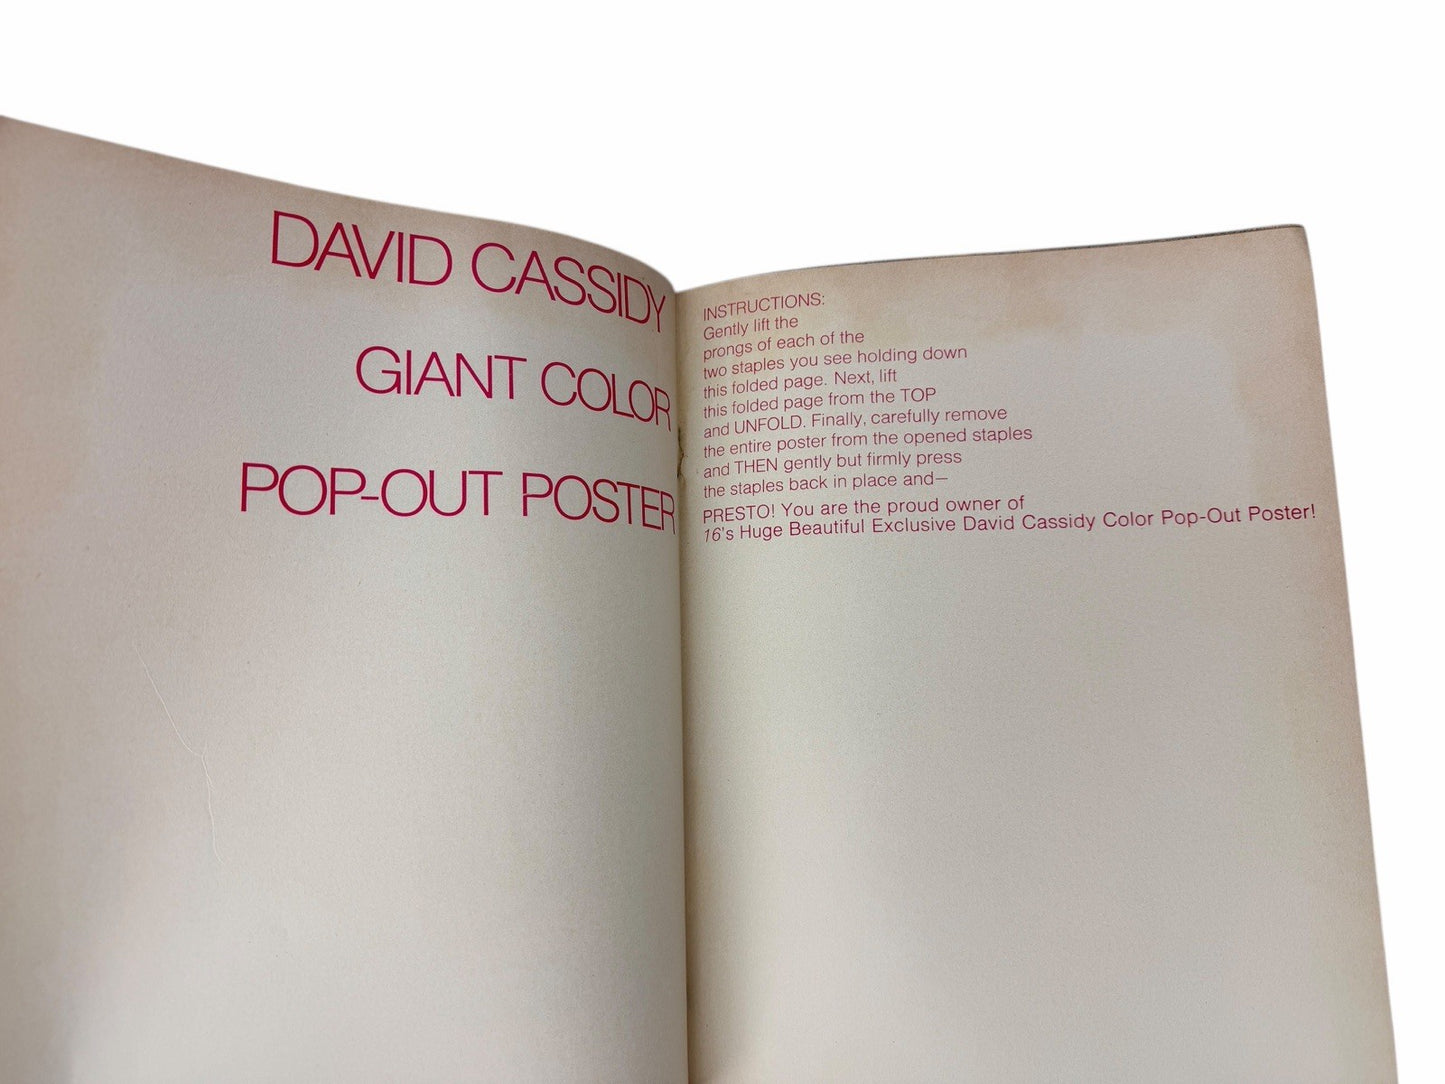 DAVID CASSIDY
GIANT COLOR
POP-OUT POSTER
INSTRUCTIONS:
Gently lift the
prongs of each of the
two staples you see holding down
this folded page. Next, lift
this folded page from the TOP
and UNFOLD. Finally, carefully remove
the entire poster from the opened staples
and THEN gently but firmly press
the staples back in place and—
PRESTO! You are the proud owner of
16's Huge Beautiful Exclusive David Cassidy Color Pop-Out Poster!